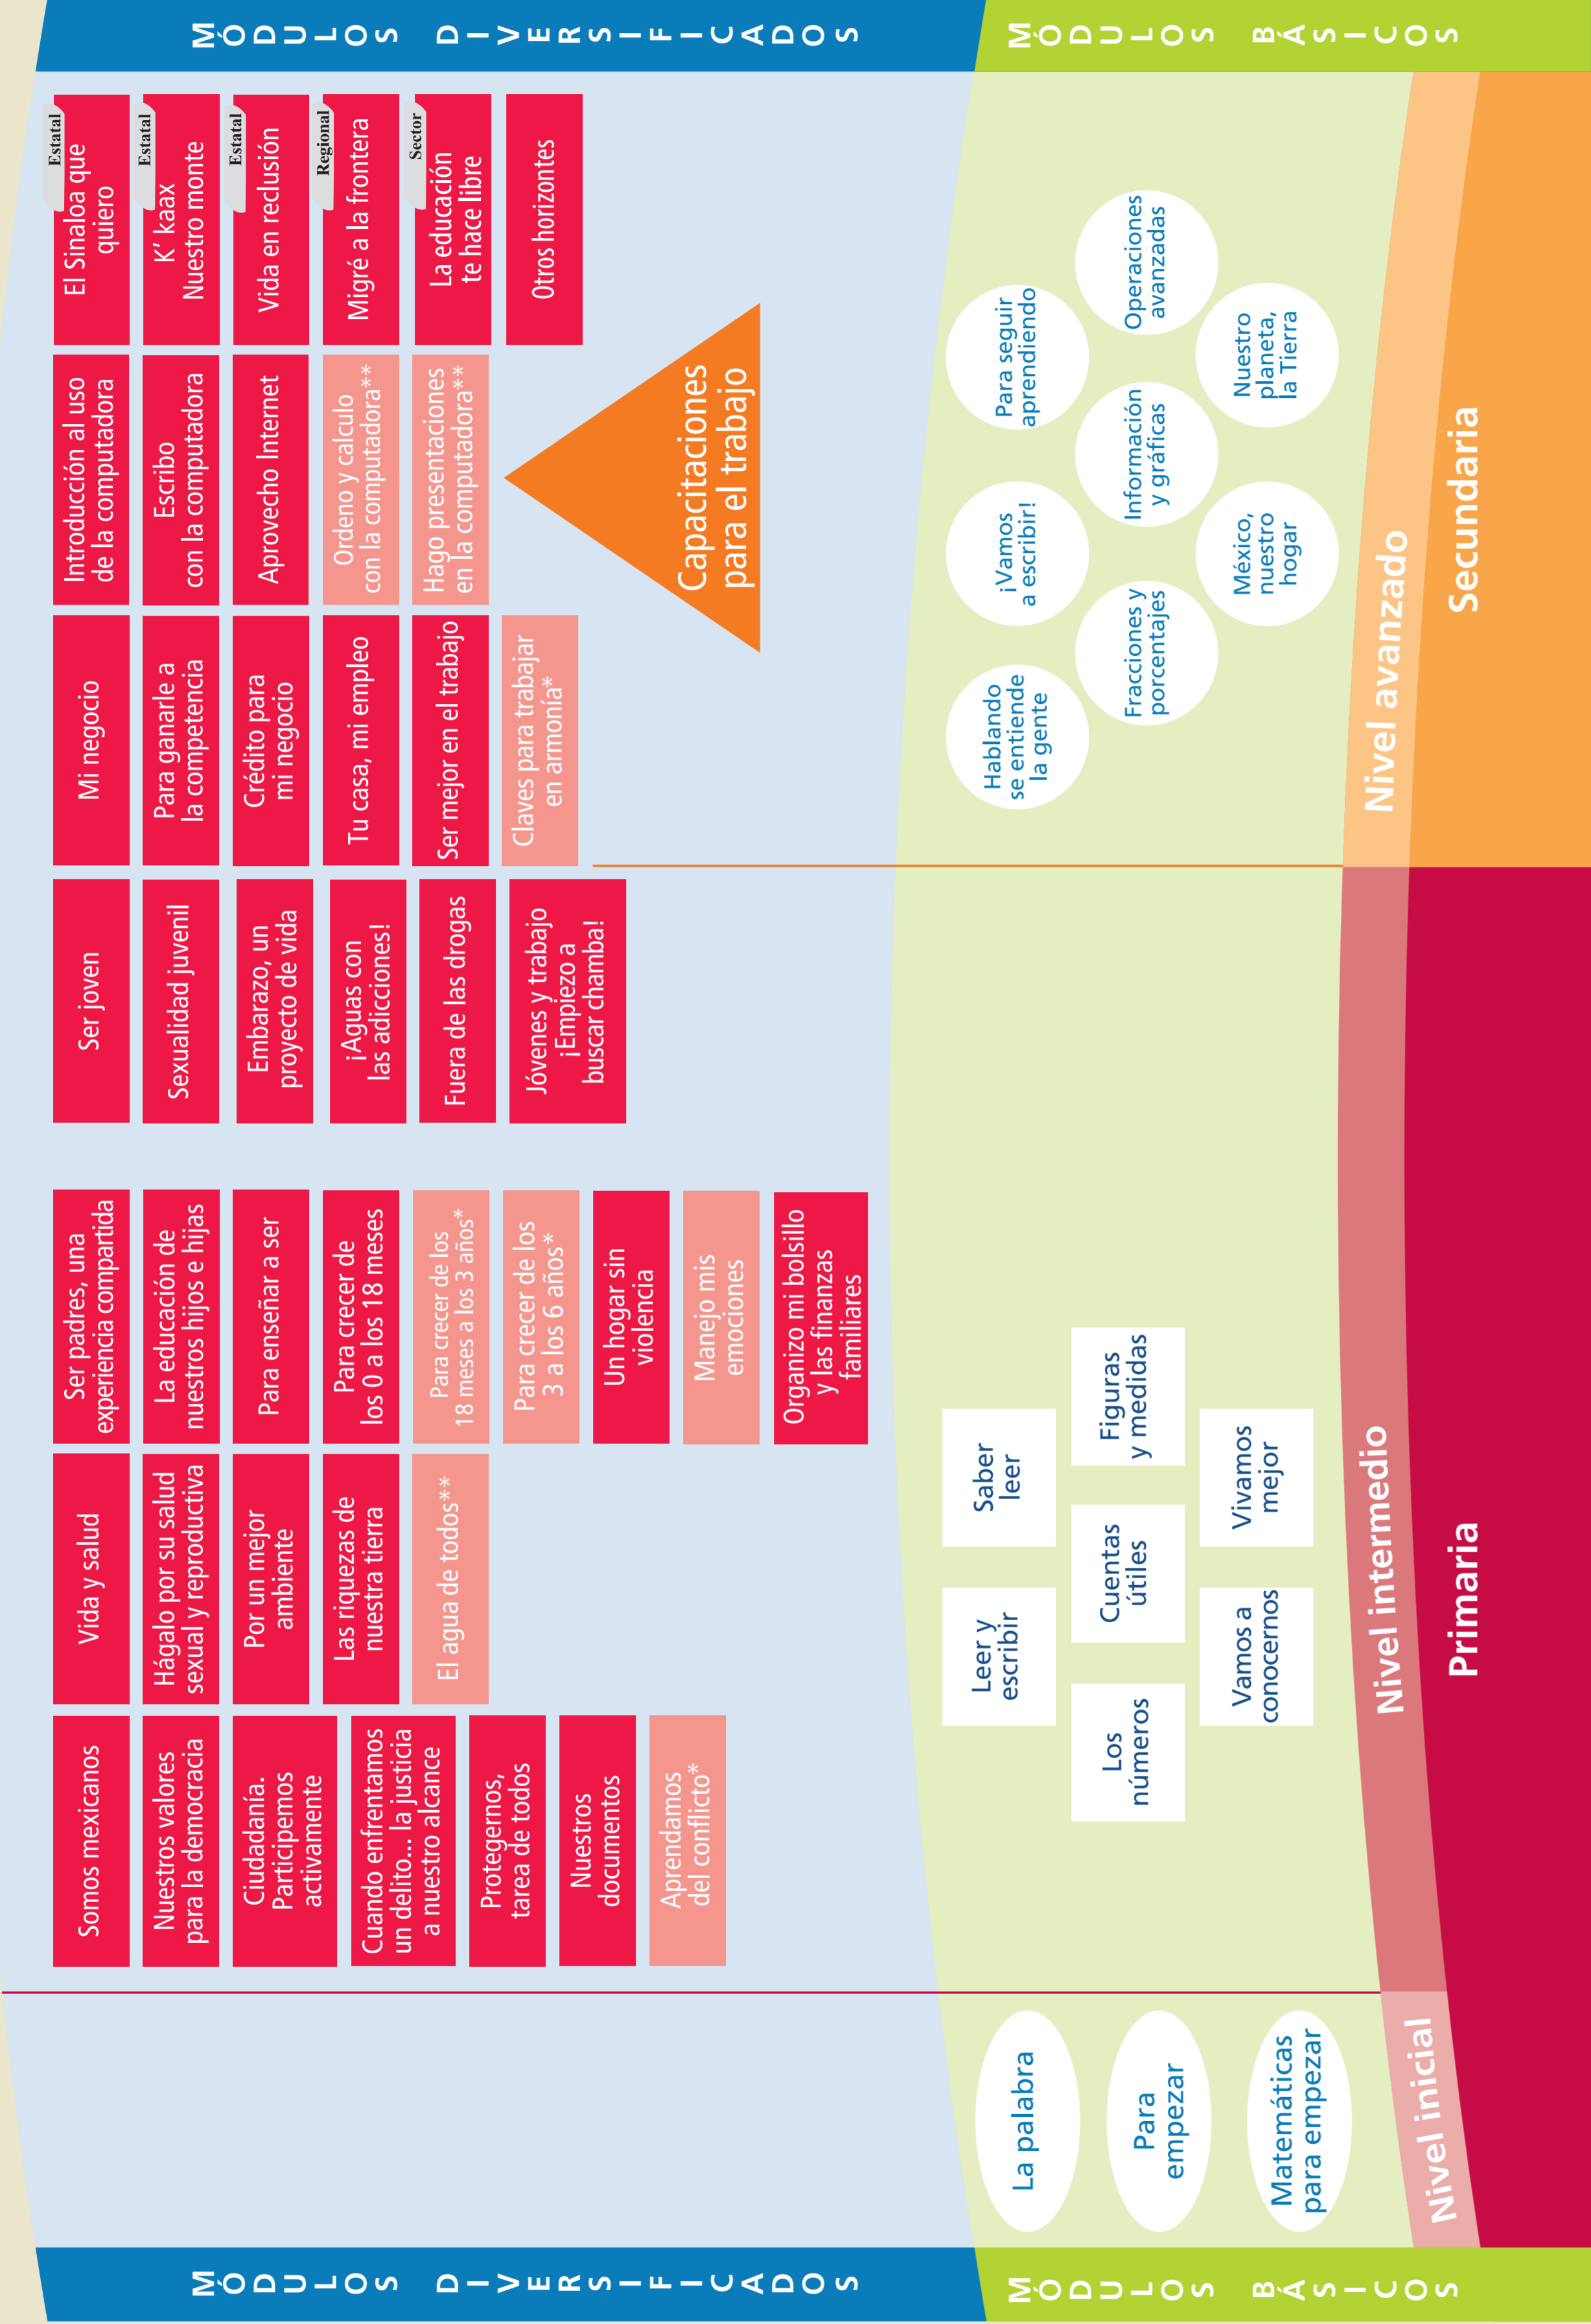 MÓDULOS DIVERSIFICADOS
Somos mexicanos
Nuestros valores
para la democracia
Ciudadanía.
Participemos
activamente
Cuando enfrentamos
un delito... la justicia
a nuestro alcance
Protegernos,
tarea de todos
Nuestros
documentos
Aprendamos
del conflicto*
Vida y salud
Hágalo por su salud
sexual y reproductiva
Por un mejor
ambiente
Las riquezas de
nuestra tierra
El agua de todos**
Ser padres, una
experiencia compartida
La educación de
nuestros hijos e hijas
Para enseñar a ser
Para crecer de
los 0 a los 18 meses
Para crecer de los
18 meses a los 3 años*
Para crecer de los
3 a los 6 años*
Un hogar sin
violencia
Manejo mis
emociones
Organizo mi bolsillo
y las finanzas
familiares
Ser joven
Sexualidad juvenil
Embarazo, un
proyecto de vida
¡Aguas con
las adicciones!
Fuera de las drogas
Jóvenes y trabajo
¡Empiezo a
buscar chamba!
Mi negocio
Para ganarle a
la competencia
Crédito para
mi negocio
Tu casa, mi empleo
Ser mejor en el trabajo
Claves para trabajar
en armonía*
Introducción al uso
de la computadora
Escribo
con la computadora
Aprovecho Internet
Ordeno y calculo
con la computadora**
Hago presentaciones
en la computadora**
Capacitaciones
para el trabajo
Estatal
El Sinaloa que
quiero
Estatal
K' kaax
Nuestro monte
Estatal
Vida en reclusión
Regional
Migré a la frontera
Sector
La educación
te hace libre
Otros horizontes
MÓDULOS DIVERSIFICADOS
MÓDULOS BÁSICOS
La palabra
Para
empezar
Matemáticas
para empezar
Leer y
escribir
Saber
leer
Los
números
Cuentas
útiles
Figuras
y medidas
Vamos a
conocernos
Vivamos
mejor
Hablando
se entiende
la gente
¡Vamos
a escribir!
Para seguir
aprendiendo
Fracciones y
porcentajes
Información
y gráficas
Operaciones
avanzadas
México,
nuestro
hogar
Nuestro
planeta,
la Tierra
MÓDULOS BÁSICOS
Nivel inicial
Nivel intermedio
Nivel avanzado
Primaria
Secundaria